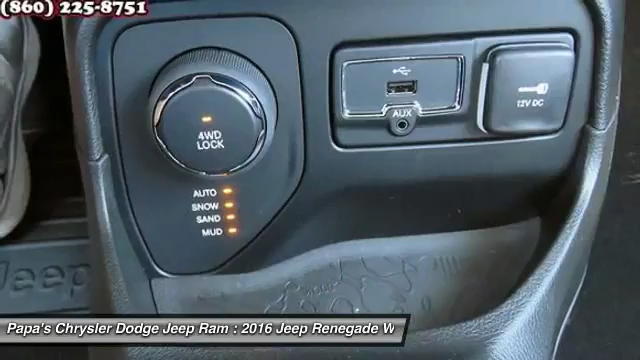 (860) 225-8751
AUX
12V DC
4WD
LOCK
AUTO
SNOW
SAND
MUD
Jeep
Papa's Chrysler Dodge Jeep Ram : 2016 Jeep Renegade W